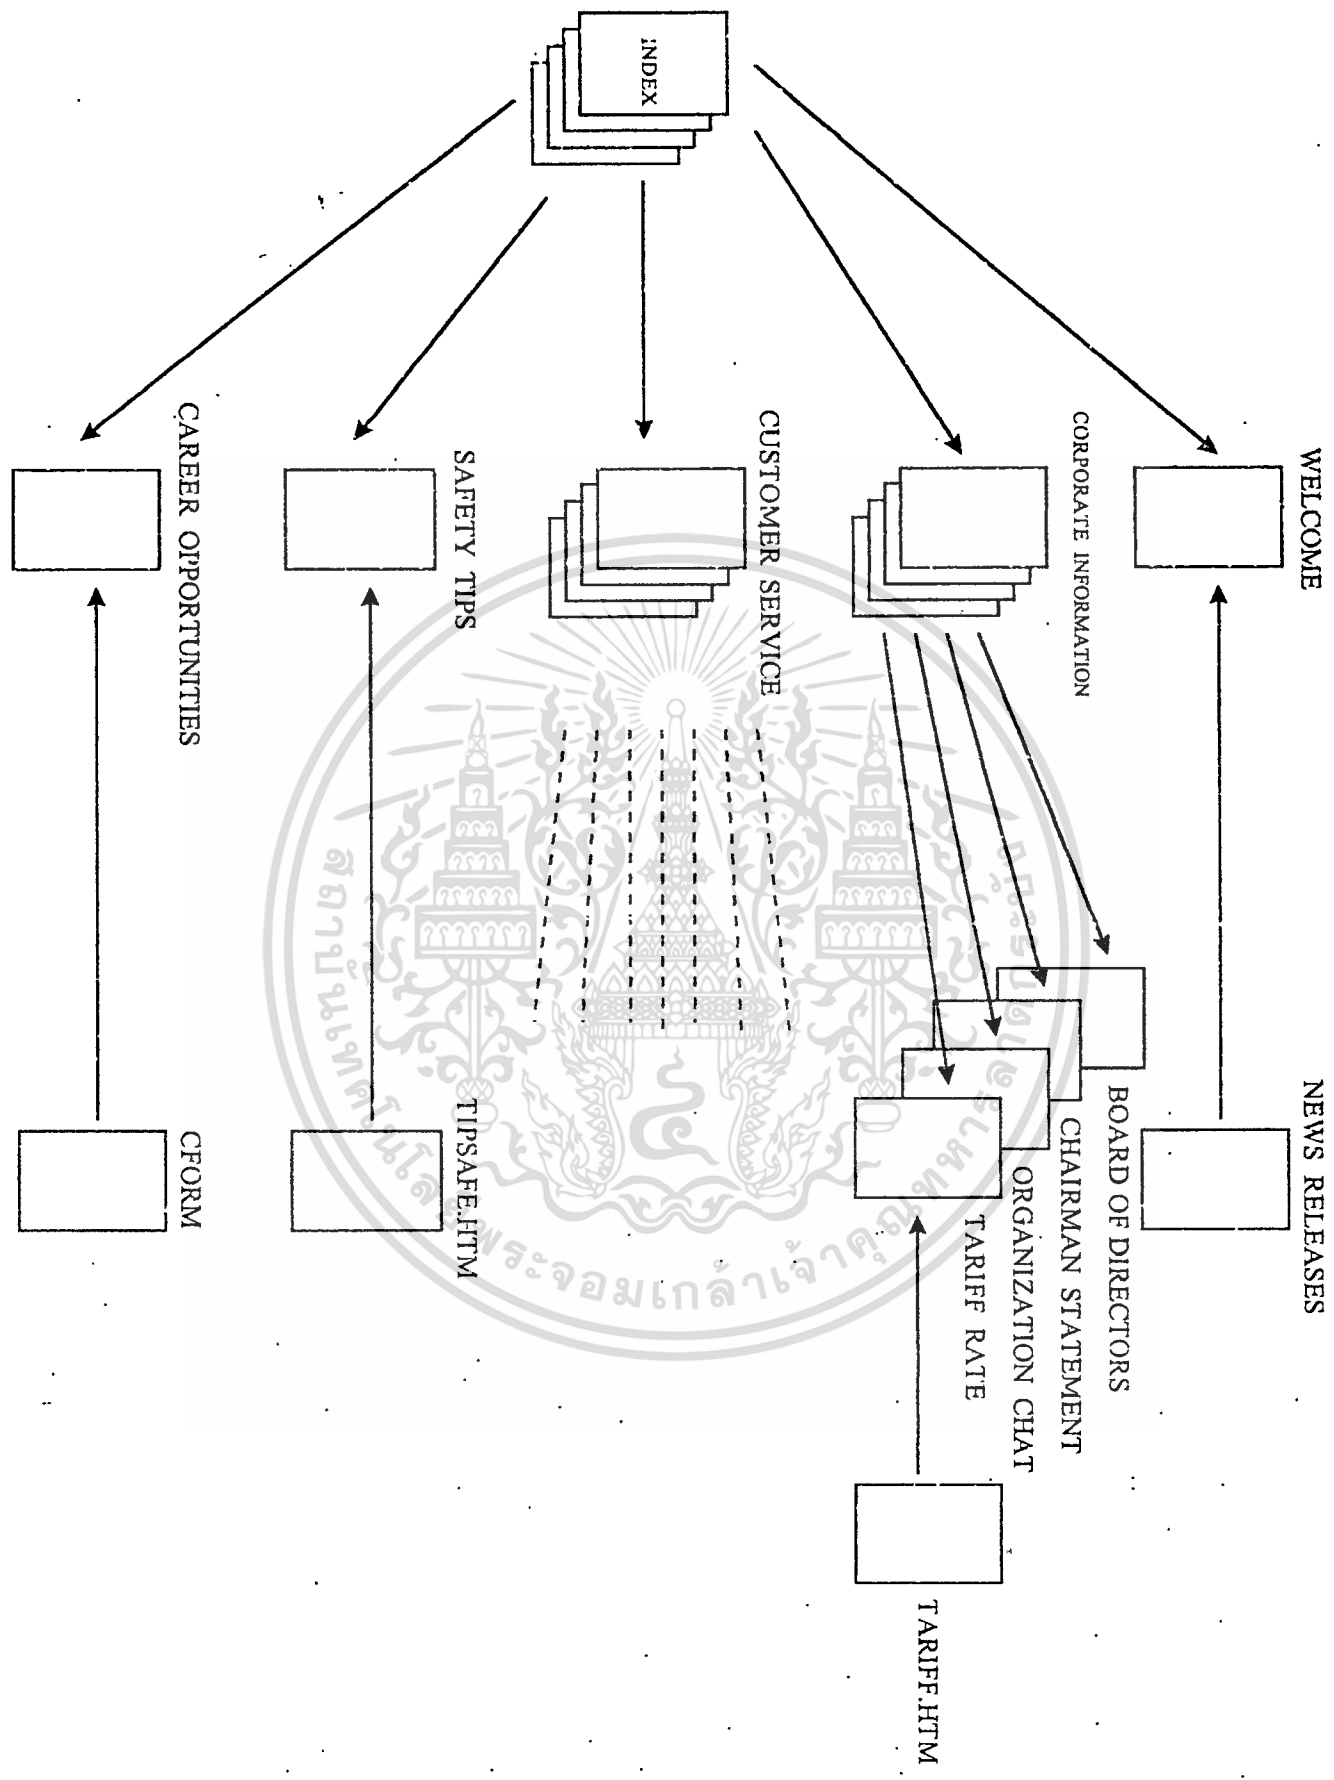 INDEX
WELCOME
CORPORATE INFORMATION
CUSTOMER SERVICE
SAFETY TIPS
CAREER OPPORTUNITIES
NEWS RELEASES
BOARD OF DIRECTORS
CHAIRMAN STATEMENT
ORGANIZATION CHAT
TARIFF RATE
TIPSAFE.HTM
CFORM
TARIFF.HTM